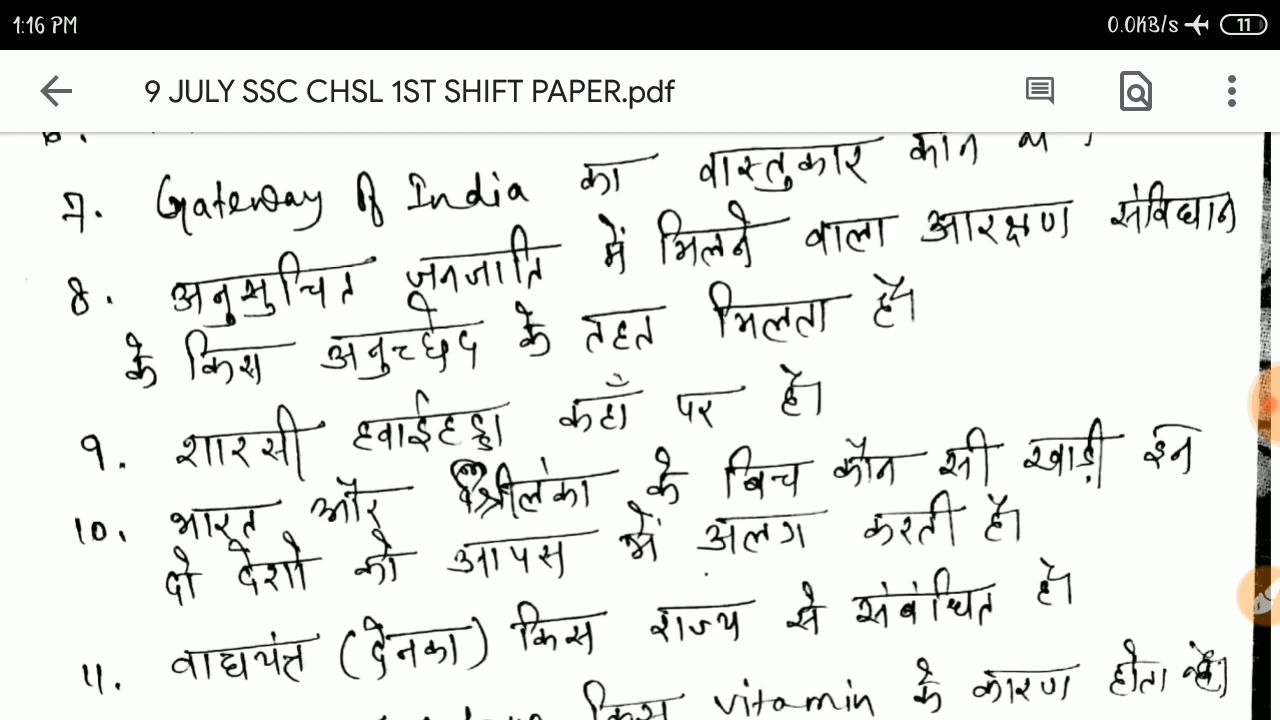 1:16 PM 0.0KB/s 11
9 JULY SSC CHSL 1ST SHIFT PAPER.pdf
7. Gateway of India का वास्तुकार कौन थे
8. अनुसुचित जनजाति में मिलने वाला आरक्षण संविधान
के किस अनुच्छेद के तहत मिलता है।
9. शारसी हवाईहड्डा कहाँ पर है।
10. भारत और श्रीलंका के बिच कौन सी खाड़ी इन
दो देशो को आपस में अलग करती है।
11. वाद्ययंत्र (देनका) किस राज्य से संबंधित है।
किस vitamin के कारण होता है।